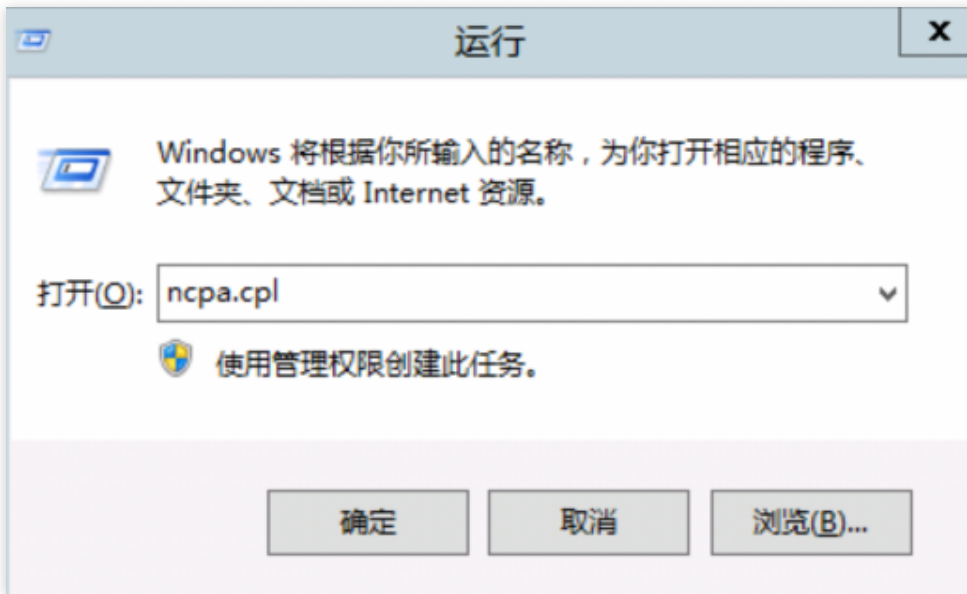 运行
x
Windows 将根据你所输入的名称，为你打开相应的程序、
文件夹、文档或 Internet 资源。
打开(O): ncpa.cpl
使用管理权限创建此任务。
确定 取消 浏览(B)...